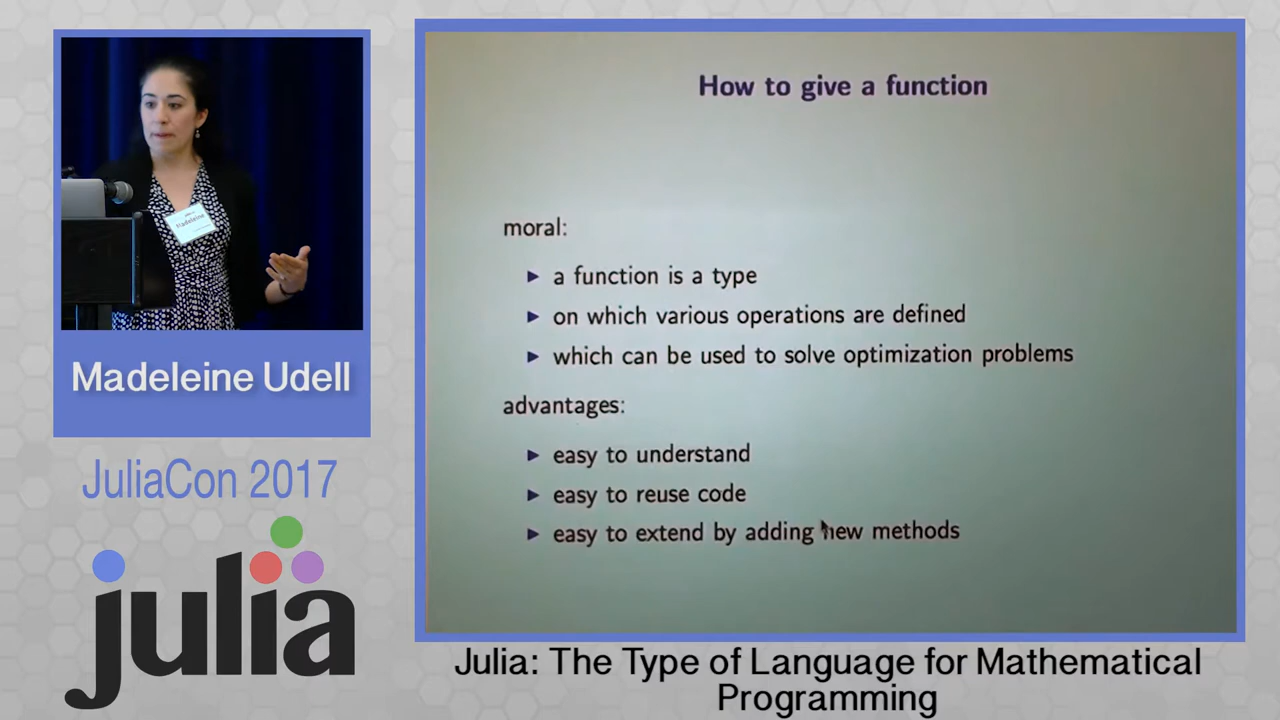 Madeleine
Madeleine Udell
JuliaCon 2017
julia
How to give a function
moral:
a function is a type
on which various operations are defined
which can be used to solve optimization problems
advantages:
easy to understand
easy to reuse code
easy to extend by adding new methods
Julia: The Type of Language for Mathematical
Programming